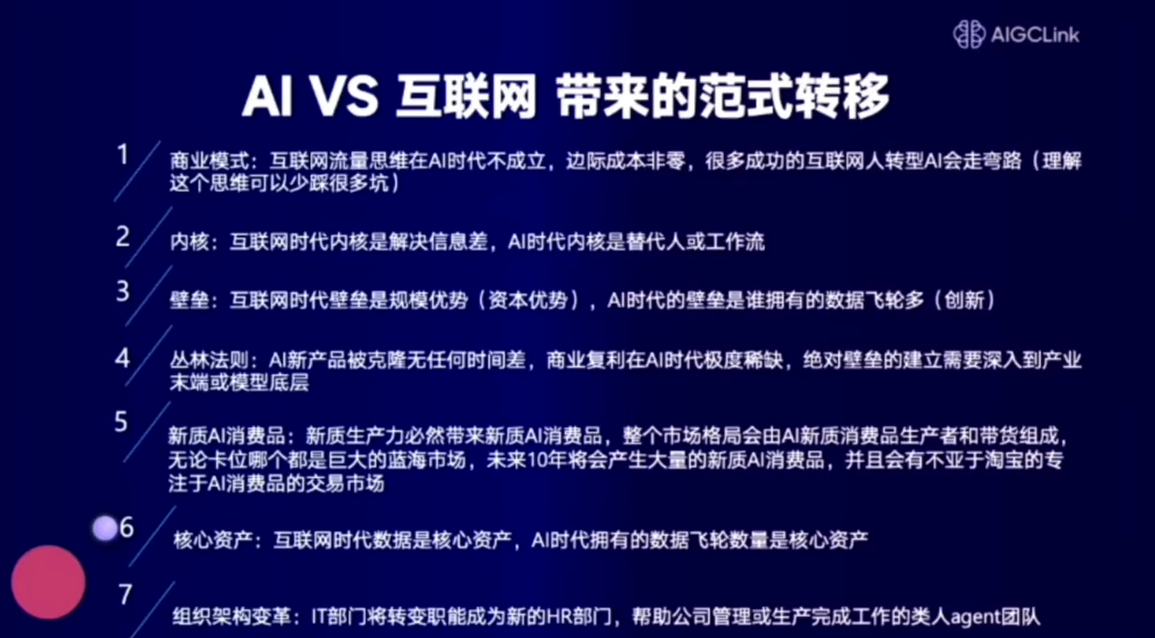 AIGCLink
AI VS 互联网 带来的范式转移
1
商业模式：互联网流量思维在AI时代不成立，边际成本非零，很多成功的互联网人转型AI会走弯路（理解
这个思维可以少踩很多坑）
2
内核：互联网时代内核是解决信息差，AI时代内核是替代人或工作流
3
壁垒：互联网时代壁垒是规模优势（资本优势），AI时代的壁垒是谁拥有的数据飞轮多（创新）
4
丛林法则：AI新产品被克隆无任何时间差，商业复利在AI时代极度稀缺，绝对壁垒的建立需要深入到产业
末端或模型底层
5
新质AI消费品：新质生产力必然带来新质AI消费品，整个市场格局会由AI新质消费品生产者和带货组成，
无论卡位哪个都是巨大的蓝海市场，未来10年将会产生大量的新质AI消费品，并且会有不亚于淘宝的专
注于AI消费品的交易市场
6
核心资产：互联网时代数据是核心资产，AI时代拥有的数据飞轮数量是核心资产
7
组织架构变革：IT部门将转变职能成为新的HR部门，帮助公司管理或生产完成工作的类人agent团队